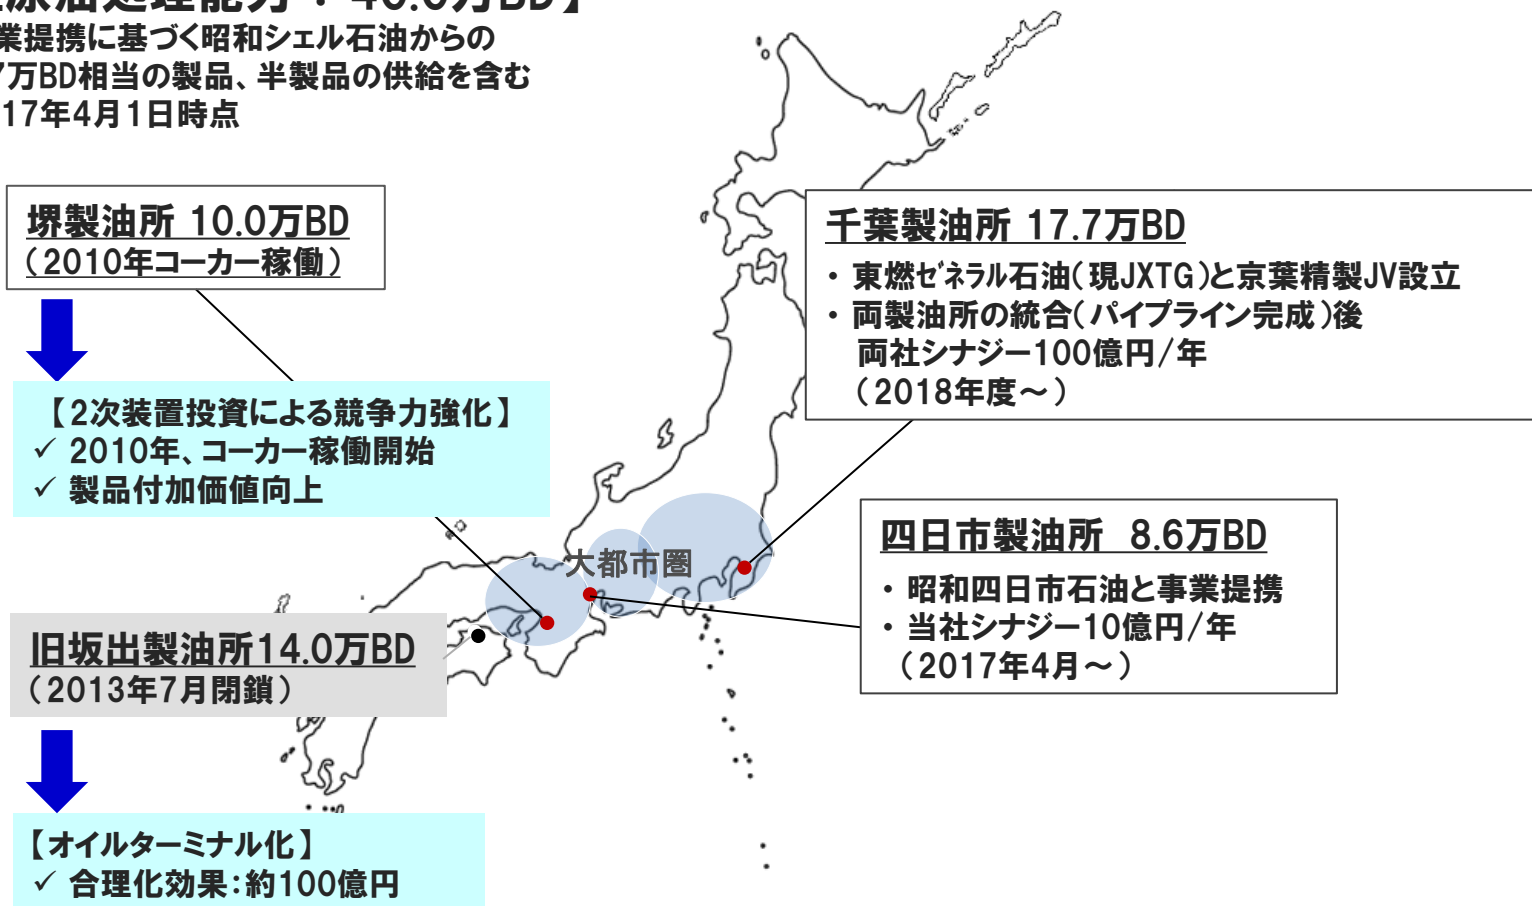 原油処理能力：40.0万BD】
業提携に基づく昭和シェル石油からの
7万BD相当の製品、半製品の供給を含む
17年4月1日時点
堺製油所 10.0万BD
（2010年コーカー稼働）
【2次装置投資による競争力強化】
✓ 2010年、コーカー稼働開始
✓ 製品付加価値向上
千葉製油所 17.7万BD
・ 東燃ｾﾞﾈﾗﾙ石油（現JXTG）と京葉精製JV設立
・ 両製油所の統合（パイプライン完成）後
両社シナジー100億円/年
（2018年度～）
大都市圏
四日市製油所 8.6万BD
・ 昭和四日市石油と事業提携
・ 当社シナジー10億円/年
（2017年4月～）
旧坂出製油所14.0万BD
（2013年7月閉鎖）
【オイルターミナル化】
✓ 合理化効果：約100億円